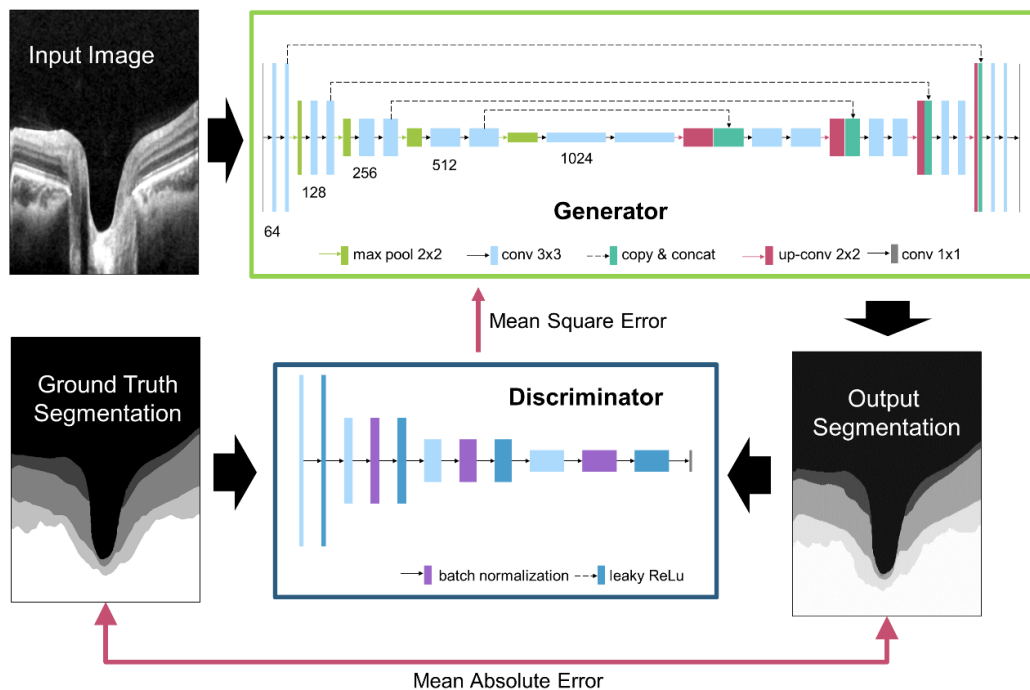 Input Image
64
128
256
512
1024
Generator
max pool 2x2
conv 3x3
copy & concat
up-conv 2x2
conv 1x1
Mean Square Error
Ground Truth
Segmentation
Discriminator
batch normalization
leaky ReLu
Output
Segmentation
Mean Absolute Error